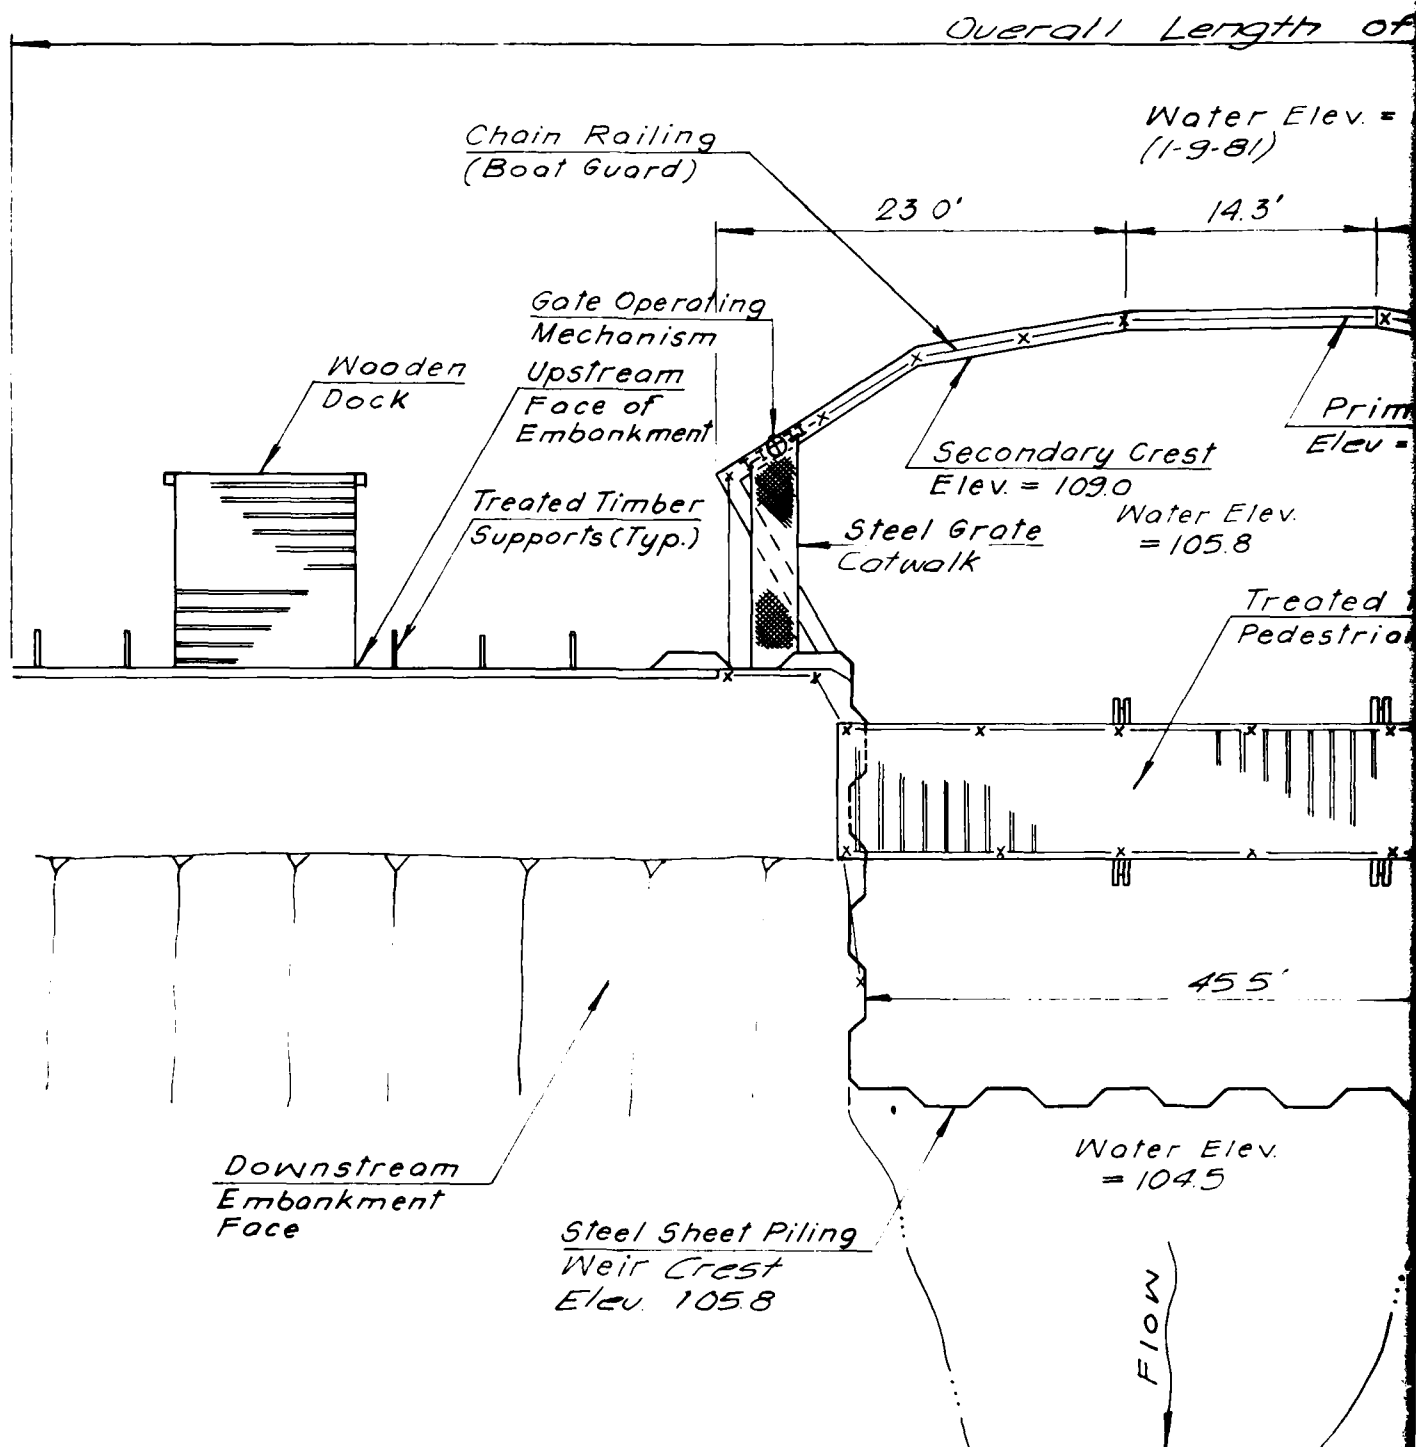 Overall Length of
Water Elev. =
(1-9-81)
Chain Railing
(Boat Guard)
23 0'
14.3'
Gate Operating
Mechanism
Wooden
Dock
Upstream
Face of
Embankment
Treated Timber
Supports (Typ.)
Secondary Crest
Elev. = 109.0
Elev =
Water Elev.
= 105.8
Steel Grate
Catwalk
Treated
45 5'
Downstream
Embankment
Face
Water Elev.
= 104.5
Steel Sheet Piling
Weir Crest
Elev. 105.8
Flow